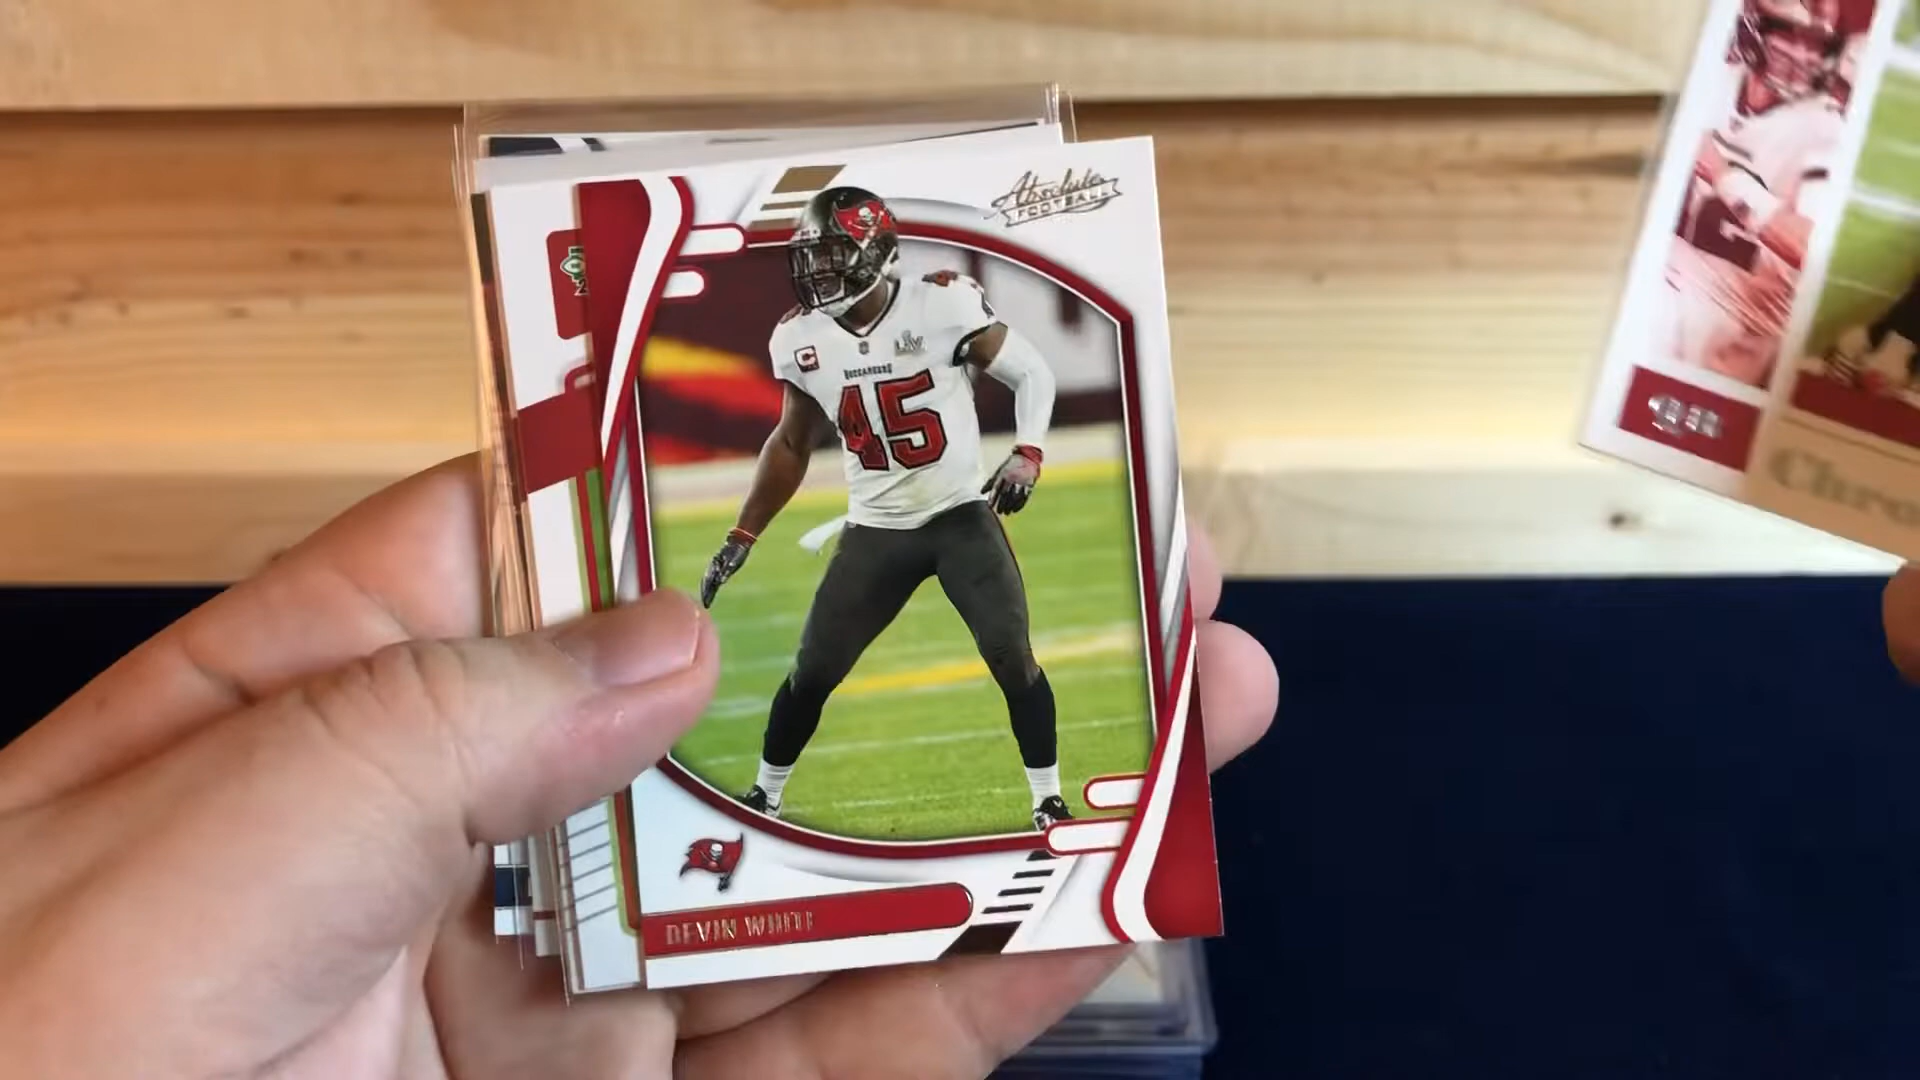 Absolute
FOOTBALL
C
LV
BUCCANEERS
45
DEVIN WHITE
Chro